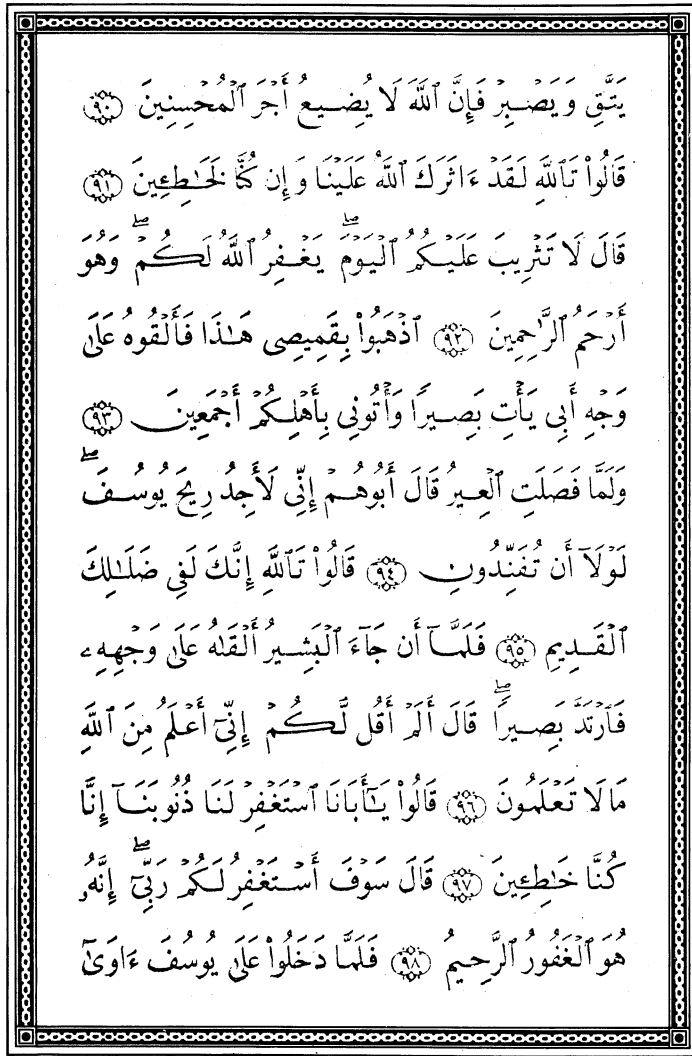 يَتَّقِ وَيَصۡبِرۡ فَإِنَّ ٱللَّهَ لَا يُضِيعُ أَجۡرَ ٱلۡمُحۡسِنِينَ ۝٩٠
قَالُواْ تَٱللَّهِ لَقَدۡ ءَاثَرَكَ ٱللَّهُ عَلَيۡنَا وَإِن كُنَّا لَخَٰطِـِٔينَ ۝٩١
قَالَ لَا تَثۡرِيبَ عَلَيۡكُمُ ٱلۡيَوۡمَۖ يَغۡفِرُ ٱللَّهُ لَكُمۡۖ وَهُوَ
أَرۡحَمُ ٱلرَّٰحِمِينَ ۝٩٢ ٱذۡهَبُواْ بِقَمِيصِي هَٰذَا فَأَلۡقُوهُ عَلَىٰ
وَجۡهِ أَبِي يَأۡتِ بَصِيرٗا وَأۡتُونِي بِأَهۡلِكُمۡ أَجۡمَعِينَ ۝٩٣
وَلَمَّا فَصَلَتِ ٱلۡعِيرُ قَالَ أَبُوهُمۡ إِنِّي لَأَجِدُ رِيحَ يُوسُفَۖ
لَوۡلَآ أَن تُفَنِّدُونِ ۝٩٤ قَالُواْ تَٱللَّهِ إِنَّكَ لَفِي ضَلَٰلِكَ
ٱلۡقَدِيمِ ۝٩٥ فَلَمَّآ أَن جَآءَ ٱلۡبَشِيرُ أَلۡقَىٰهُ عَلَىٰ وَجۡهِهِۦ
فَٱرۡتَدَّ بَصِيرٗاۖ قَالَ أَلَمۡ أَقُل لَّكُمۡ إِنِّيٓ أَعۡلَمُ مِنَ ٱللَّهِ
مَا لَا تَعۡلَمُونَ ۝٩٦ قَالُواْ يَٰٓأَبَانَا ٱسۡتَغۡفِرۡ لَنَا ذُنُوبَنَآ إِنَّا
كُنَّا خَٰطِـِٔينَ ۝٩٧ قَالَ سَوۡفَ أَسۡتَغۡفِرُ لَكُمۡ رَبِّيٓۖ إِنَّهُۥ
هُوَ ٱلۡغَفُورُ ٱلرَّحِيمُ ۝٩٨ فَلَمَّا دَخَلُواْ عَلَىٰ يُوسُفَ ءَاوَىٰٓ